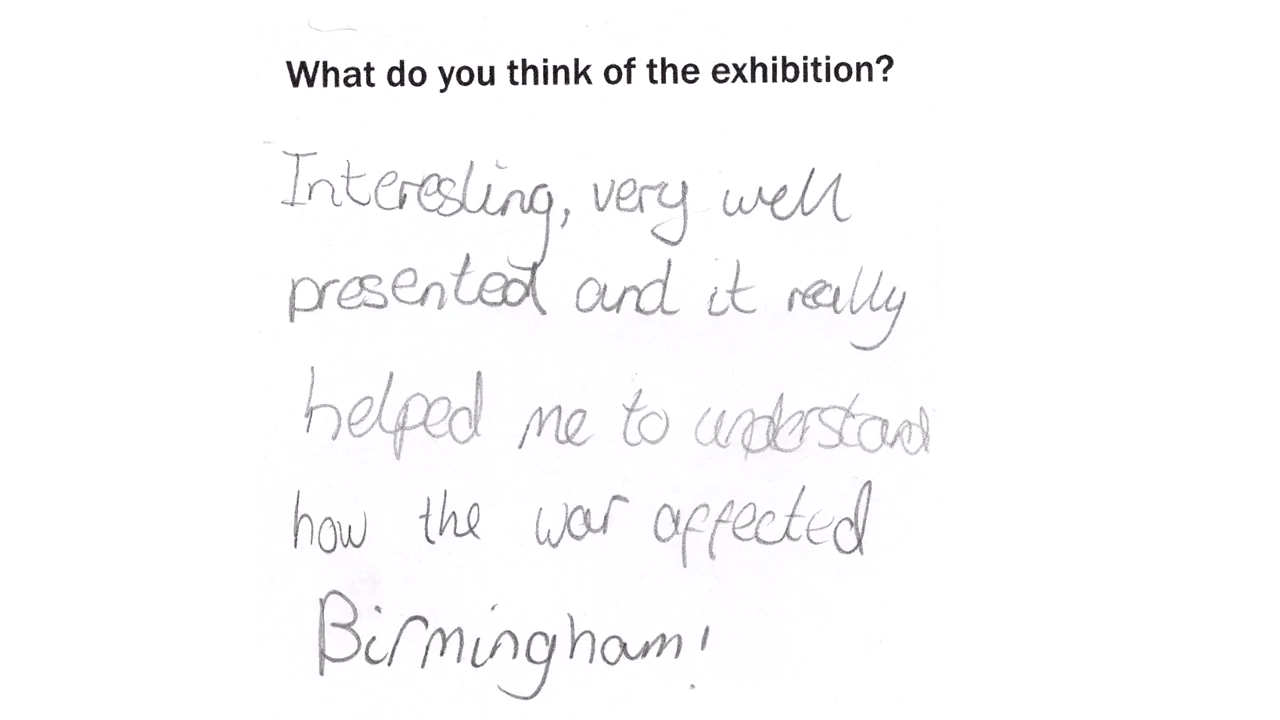 What do you think of the exhibition?
Interesting, very well
presented and it really
helped me to understand
how the war affected
Birmingham!